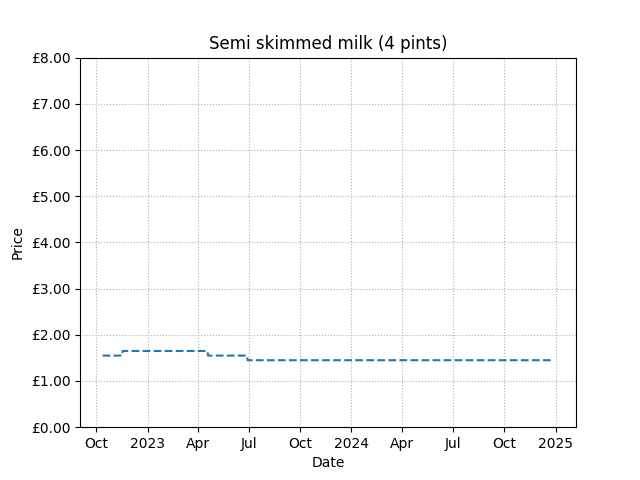 Semi skimmed milk (4 pints)
£8.00
£7.00
£6.00
£5.00
£4.00
£3.00
£2.00
£1.00
£0.00
Price
Oct 2023 Apr Jul Oct 2024 Apr Jul Oct 2025
Date